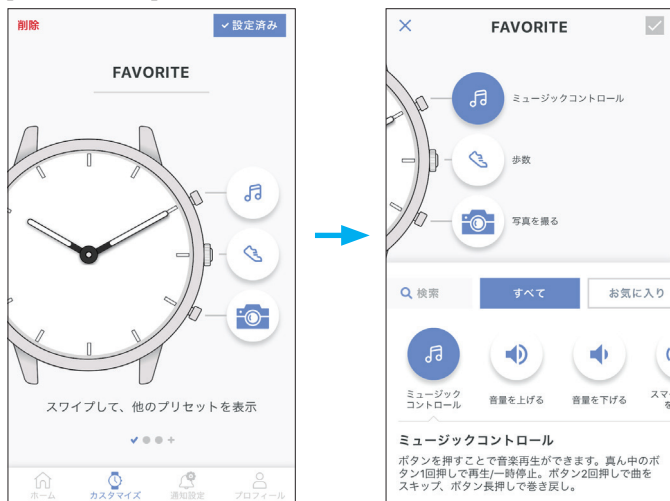 削除
設定済み
FAVORITE
スワイプして、他のプリセットを表示
ホーム
カスタマイズ
通知設定
プロフィール
FAVORITE
ミュージックコントロール
歩数
写真を撮る
検索
すべて
お気に入り
ミュージック
コントロール
音量を上げる
音量を下げる
ミュージックコントロール
ボタンを押すことで音楽再生ができます。真ん中のボ
タン1回押しで再生/一時停止。ボタン2回押しで曲を
スキップ、ボタン長押しで巻き戻し。